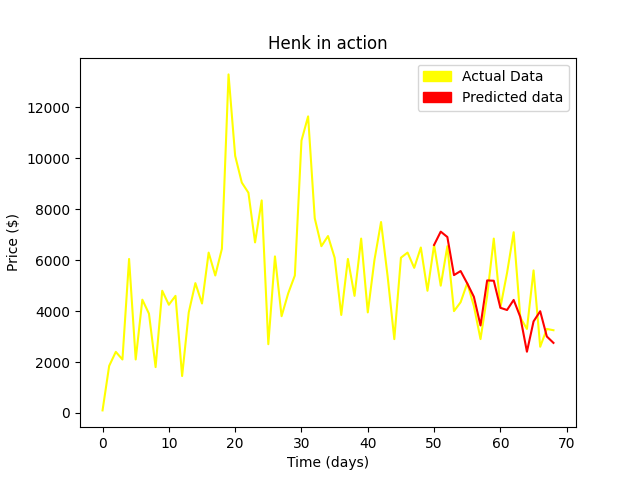 Henk in action
Actual Data
Predicted data
Price ($)
12000
10000
8000
6000
4000
2000
0
0 10 20 30 40 50 60 70
Time (days)